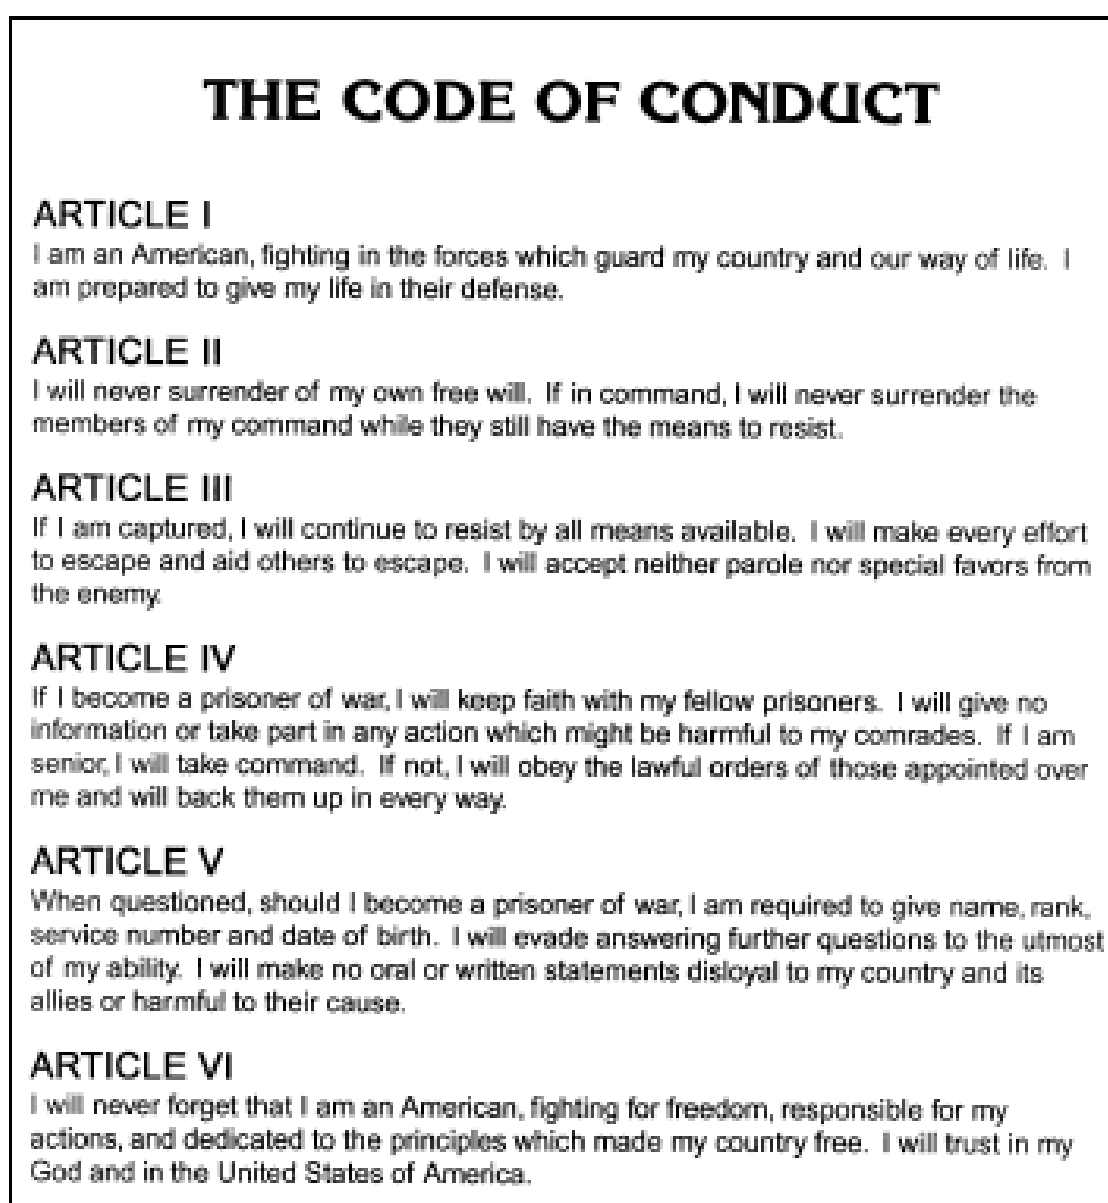 THE CODE OF CONDUCT
ARTICLE I
I am an American, fighting in the forces which guard my country and our way of life. I
am prepared to give my life in their defense.
ARTICLE II
I will never surrender of my own free will. If in command, I will never surrender the
members of my command while they still have the means to resist.
ARTICLE III
If I am captured, I will continue to resist by all means available. I will make every effort
to escape and aid others to escape. I will accept neither parole nor special favors from
the enemy.
ARTICLE IV
If I become a prisoner of war, I will keep faith with my fellow prisoners. I will give no
information or take part in any action which might be harmful to my comrades. If I am
senior, I will take command. If not, I will obey the lawful orders of those appointed over
me and will back them up in every way.
ARTICLE V
When questioned, should I become a prisoner of war, I am required to give name, rank,
service number and date of birth. I will evade answering further questions to the utmost
of my ability. I will make no oral or written statements disloyal to my country and its
allies or harmful to their cause.
ARTICLE VI
I will never forget that I am an American, fighting for freedom, responsible for my
actions, and dedicated to the principles which made my country free. I will trust in my
God and in the United States of America.